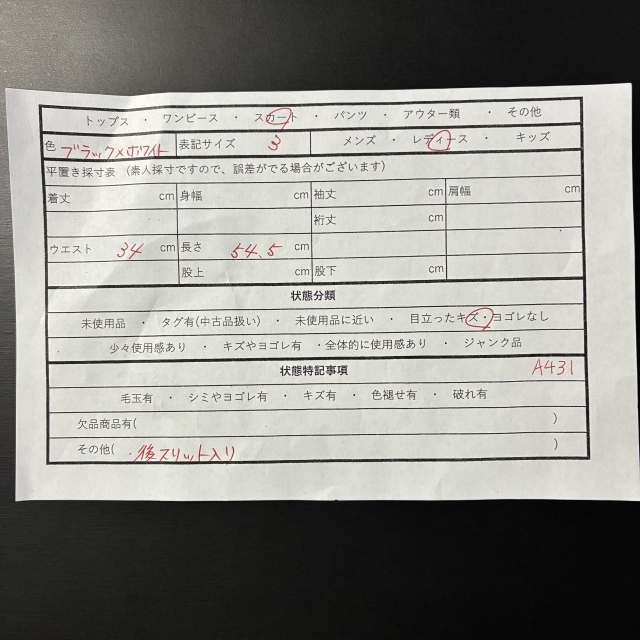 トップス ・ ワンピース ・ スカート ・ パンツ ・ アウター類 ・ その他
色 ブラック×ホワイト 表記サイズ 3 メンズ ・ レディース ・ キッズ
平置き採寸表 (素人採寸ですので、誤差がでる場合がございます)
着丈 cm 身幅 cm 袖丈 cm 肩幅 cm
裄丈 cm
ウエスト 34 cm 長さ 54.5 cm
股上 cm 股下 cm
状態分類
未使用品 ・ タグ有(中古品扱い) ・ 未使用品に近い ・ 目立ったキズ・ヨゴレなし
少々使用感あり ・ キズやヨゴレ有 ・全体的に使用感あり ・ ジャンク品
状態特記事項 A431
毛玉有 ・ シミやヨゴレ有 ・ キズ有 ・ 色褪せ有 ・ 破れ有
欠品商品有( )
その他( 後スリット入り )